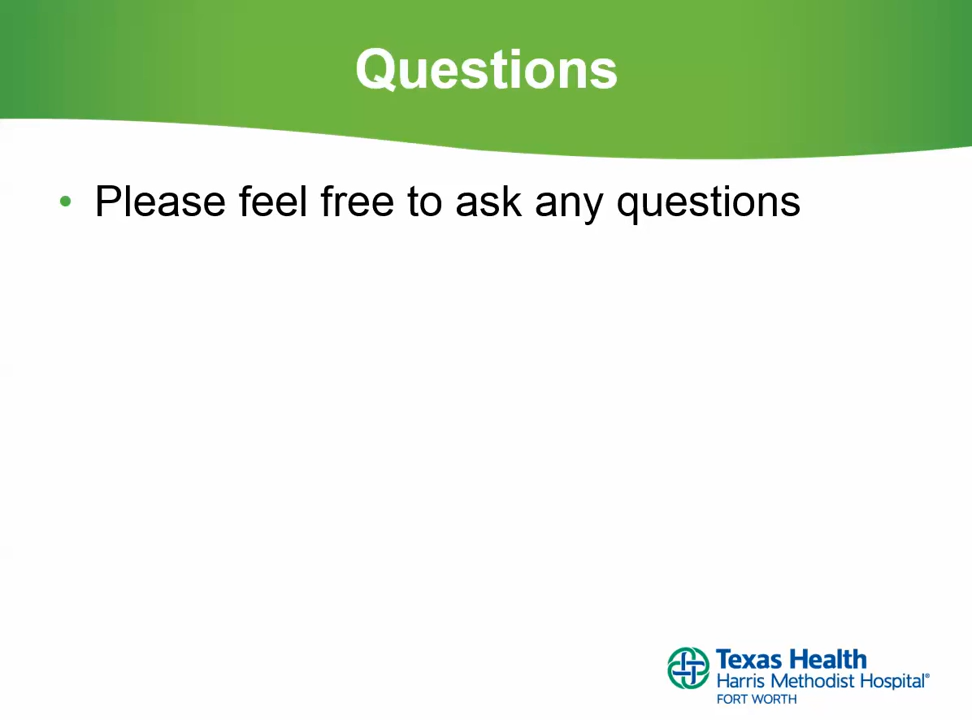 Questions
• Please feel free to ask any questions
Texas Health
Harris Methodist Hospital®
FORT WORTH